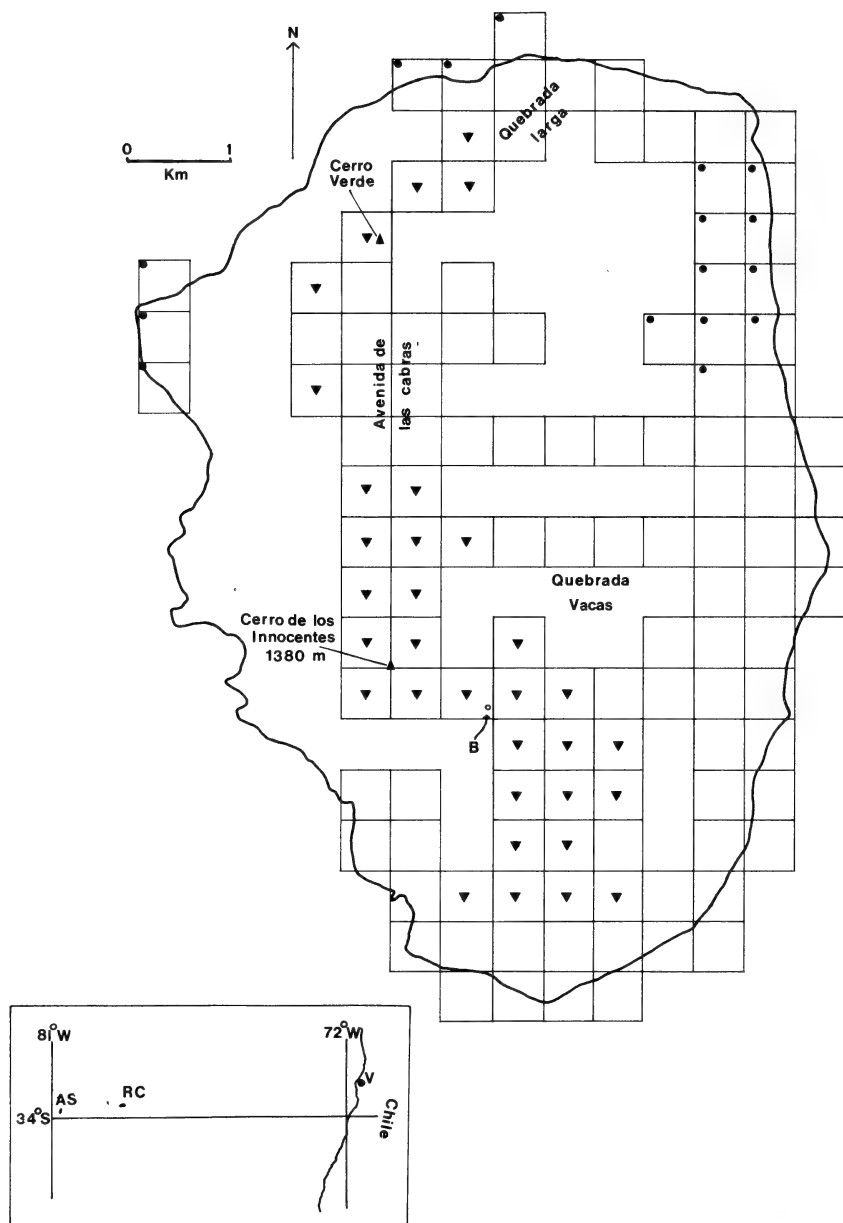 N
Quebrada
larga
0 1
Km
Cerro
Verde
Avenida de
las cabras
Quebrada
Vacas
Cerro de los
Innocentes
1380 m
B
81°W
72°W
V
AS
RC
34°S
Chile